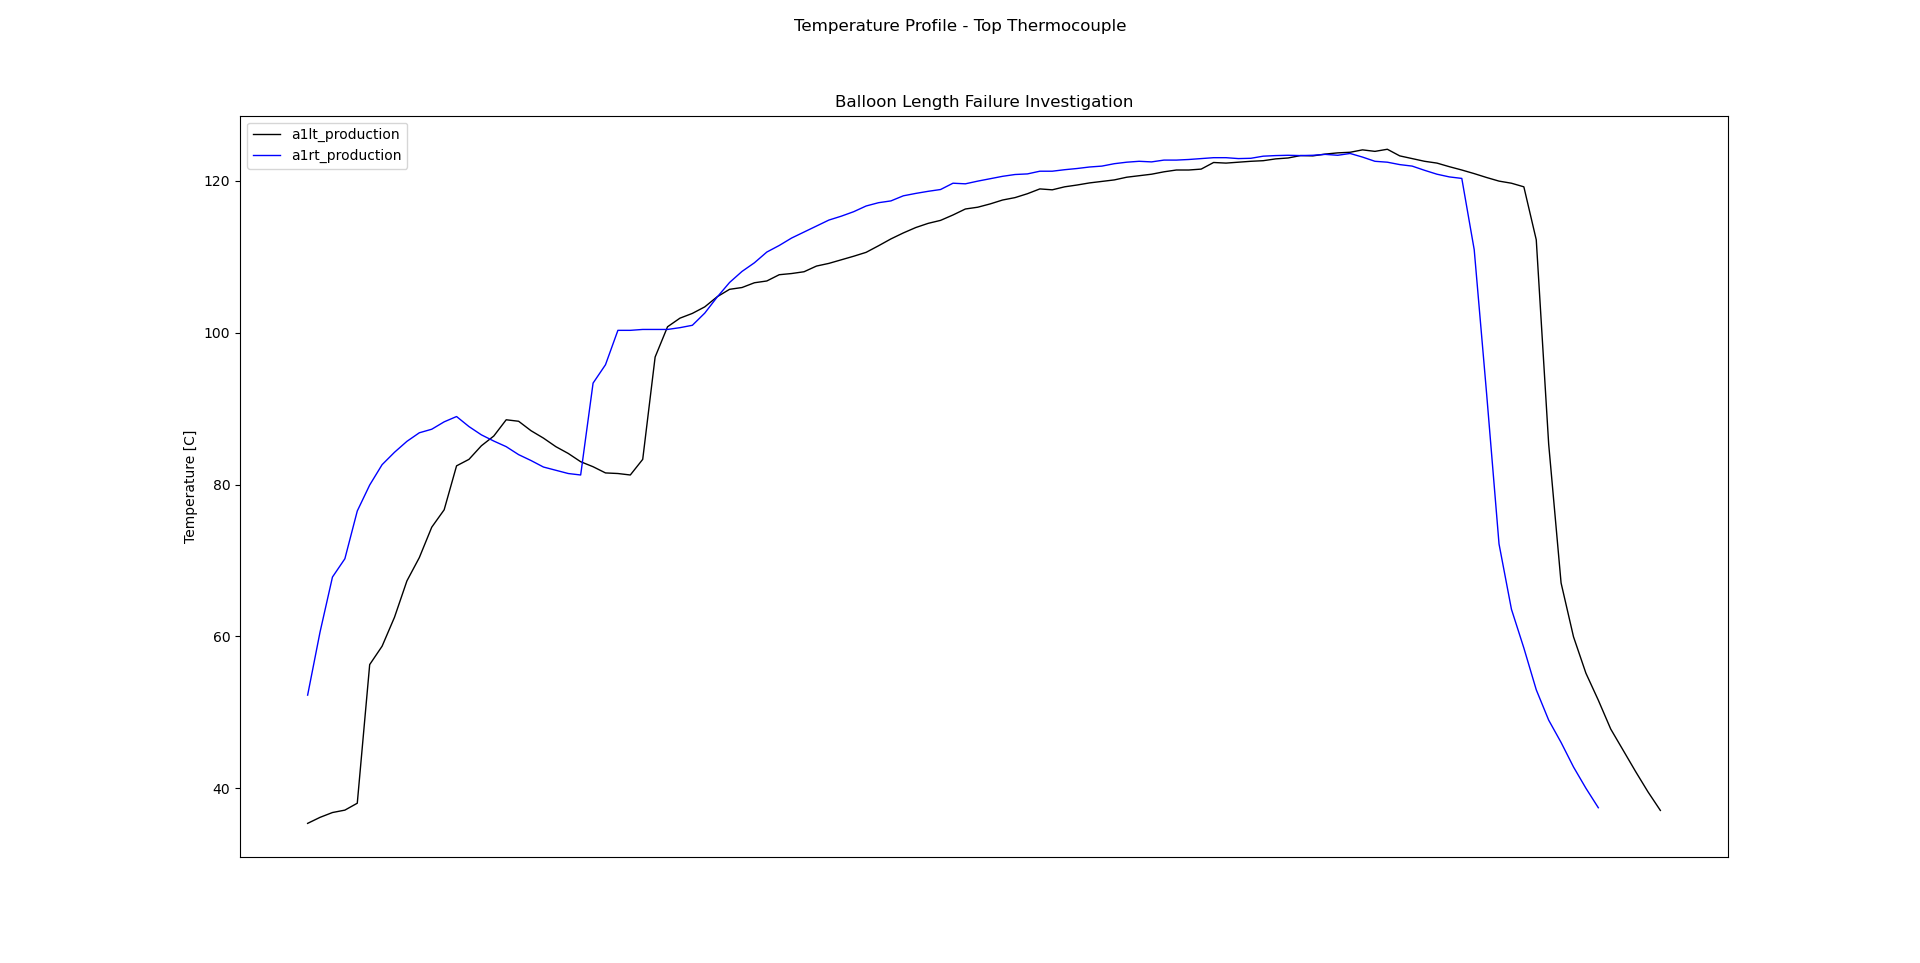 Temperature Profile - Top Thermocouple
Balloon Length Failure Investigation
a1lt_production
a1rt_production
120
100
80
60
40
Temperature [C]